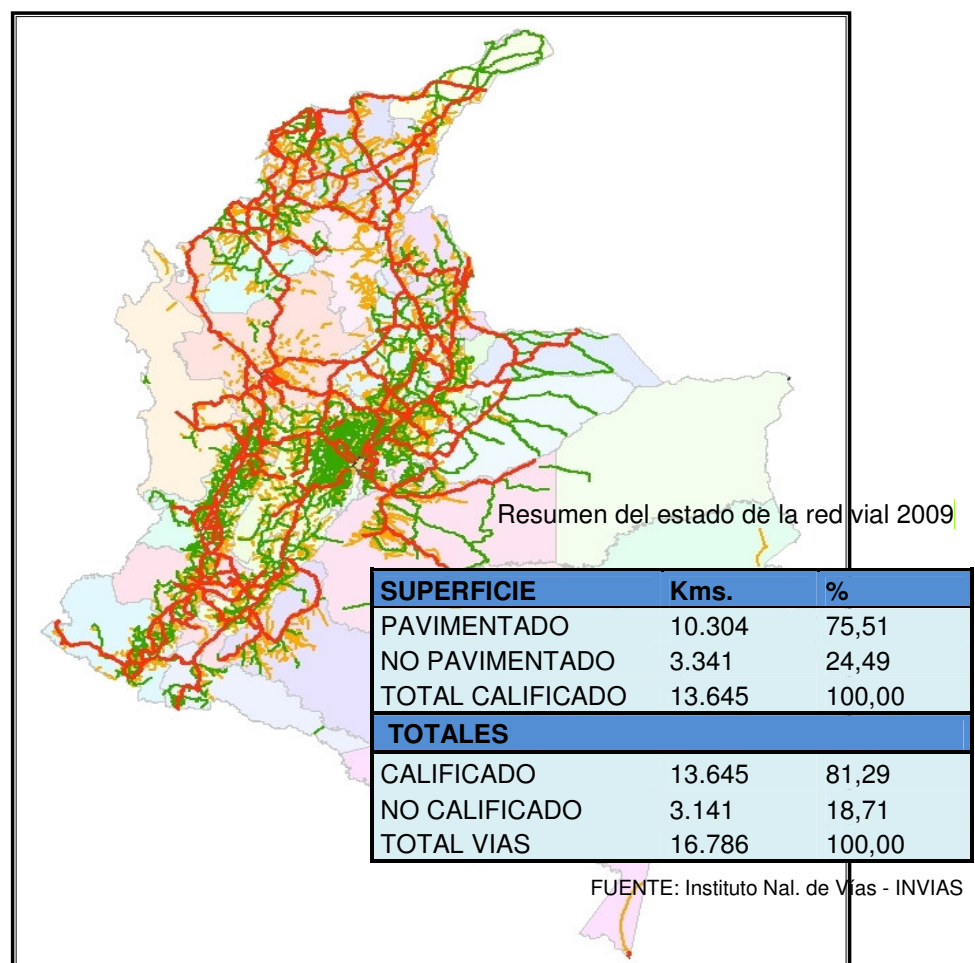 Resumen del estado de la red vial 2009
SUPERFICIE Kms. %
PAVIMENTADO 10.304 75,51
NO PAVIMENTADO 3.341 24,49
TOTAL CALIFICADO 13.645 100,00
TOTALES
CALIFICADO 13.645 81,29
NO CALIFICADO 3.141 18,71
TOTAL VIAS 16.786 100,00
FUENTE: Instituto Nal. de Vías - INVIAS